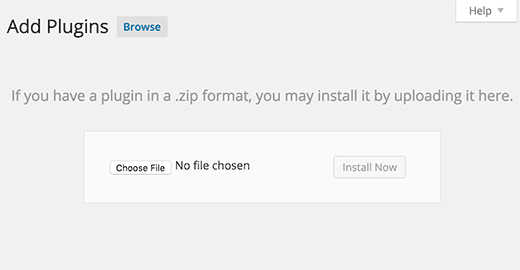 Help
Add Plugins Browse
If you have a plugin in a .zip format, you may install it by uploading it here.
Choose File No file chosen Install Now